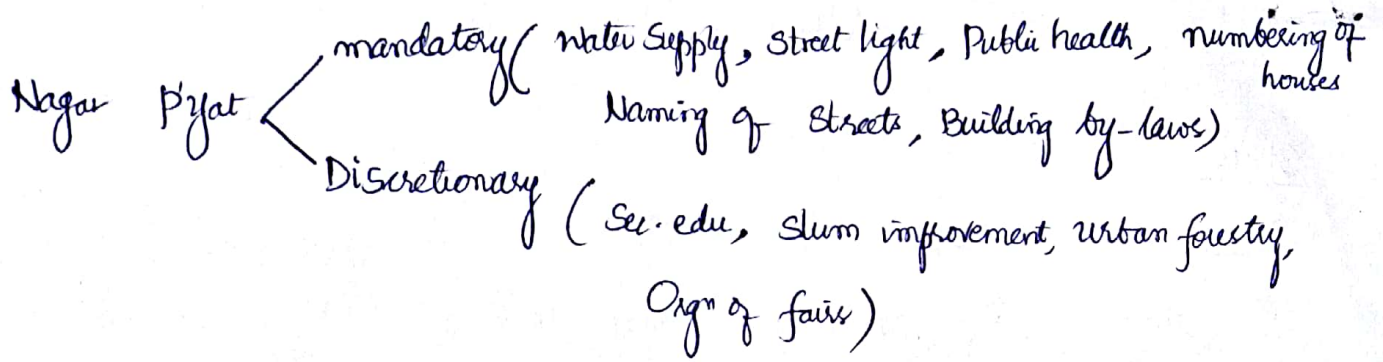 mandatory ( Water Supply, Street light, Public health, numbering of
houses
Nagar P'yat
Naming of Streets, Building by-laws)
Discretionary ( Sec. edu, Slum improvement, urban forestry,
Orgn of fairs)